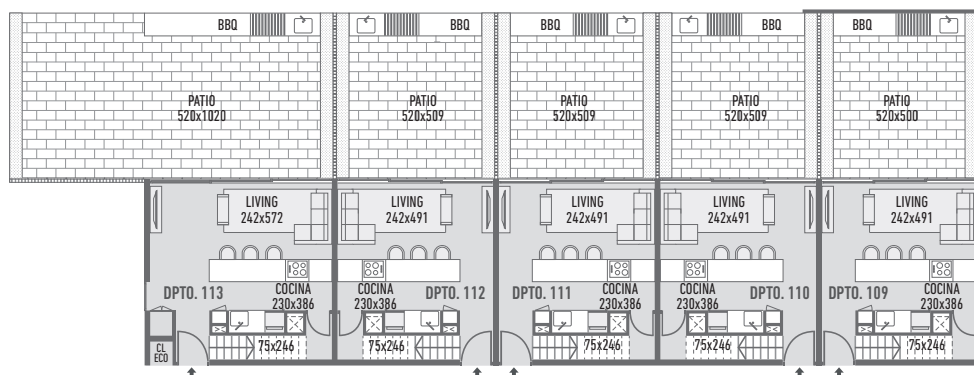 BBQ
BBQ
BBQ
BBQ
BBQ
PATIO
520x1020
PATIO
520x509
PATIO
520x509
PATIO
520x509
PATIO
520x500
LIVING
242x572
LIVING
242x491
LIVING
242x491
LIVING
242x491
LIVING
242x491
DPTO. 113
COCINA
230x386
COCINA
230x386
DPTO. 112
DPTO. 111
COCINA
230x386
COCINA
230x386
DPTO. 110
DPTO. 109
COCINA
230x386
CL
ECO
75x246
75x246
75x246
75x246
75x246